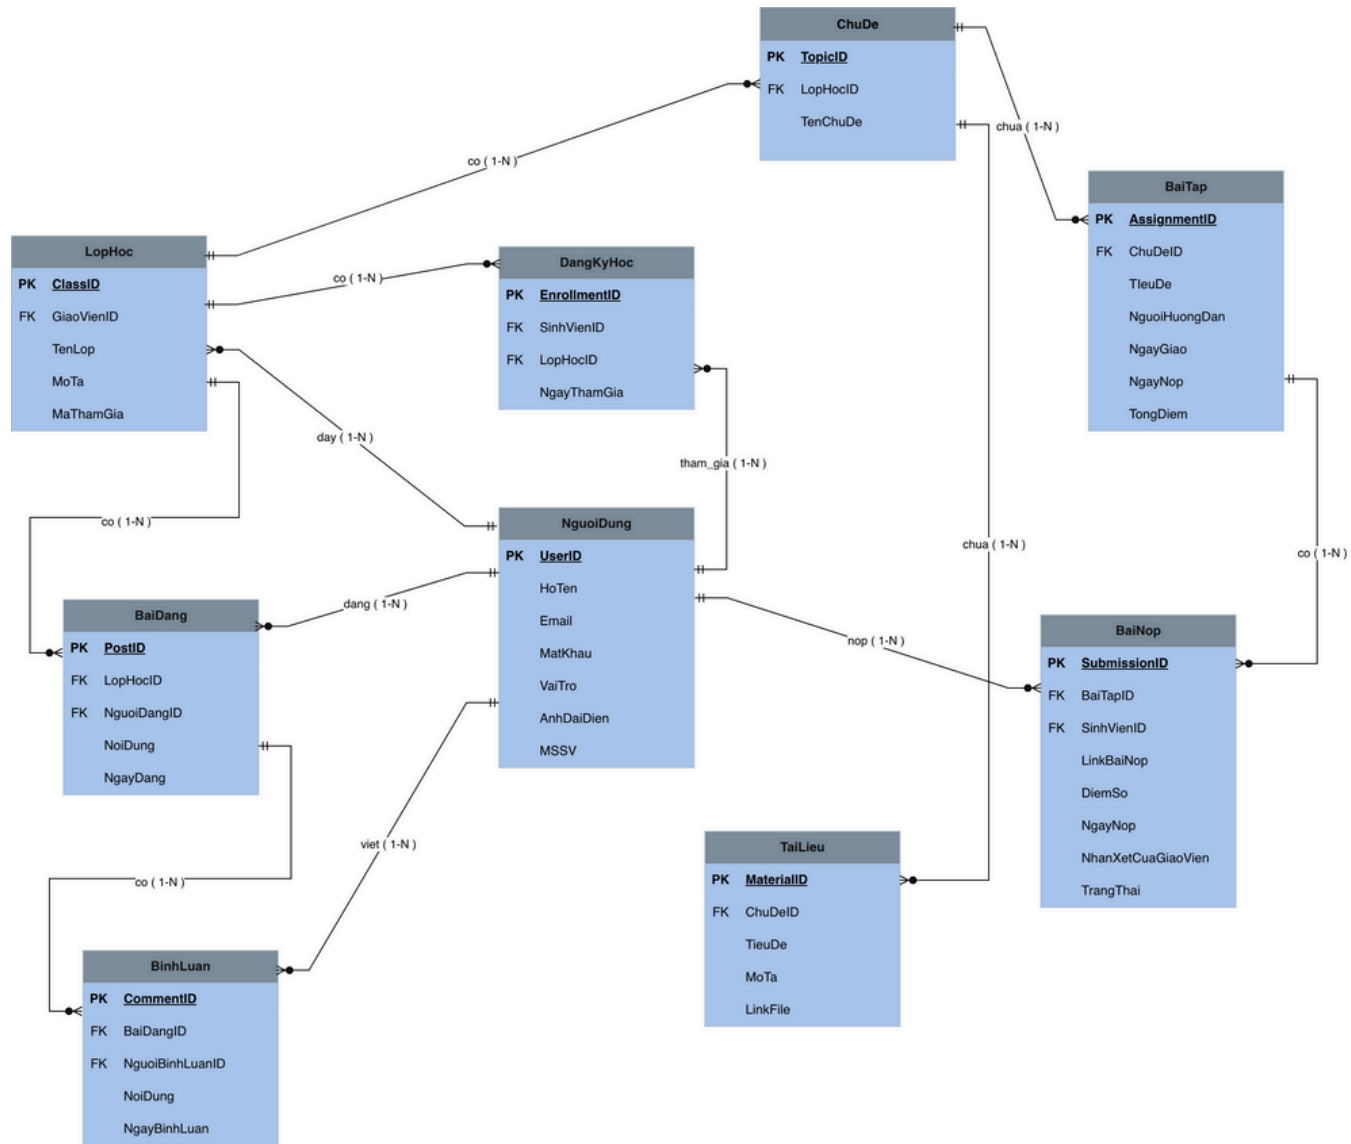 ChuDe
PK TopicID
FK LopHocID
TenChuDe
chua ( 1-N )
co ( 1-N )
BaiTap
PK AssignmentID
FK ChuDeID
TIeuDe
NguoiHuongDan
NgayGiao
NgayNop
TongDiem
LopHoc
PK ClassID
FK GiaoVienID
TenLop
MoTa
MaThamGia
co ( 1-N )
DangKyHoc
PK EnrollmentID
FK SinhVienID
FK LopHocID
NgayThamGia
day ( 1-N )
tham_gia ( 1-N )
co ( 1-N )
NguoiDung
PK UserID
HoTen
Email
MatKhau
VaiTro
AnhDaiDien
MSSV
chua ( 1-N )
co ( 1-N )
dang ( 1-N )
nop ( 1-N )
BaiDang
PK PostID
FK LopHocID
FK NguoiDangID
NoiDung
NgayDang
BaiNop
PK SubmissionID
FK BaiTapID
FK SinhVienID
LinkBaiNop
DiemSo
NgayNop
NhanXetCuaGiaoVien
TrangThai
viet ( 1-N )
co ( 1-N )
TaiLieu
PK MaterialID
FK ChuDeID
TieuDe
MoTa
LinkFile
BinhLuan
PK CommentID
FK BaiDangID
FK NguoiBinhLuanID
NoiDung
NgayBinhLuan